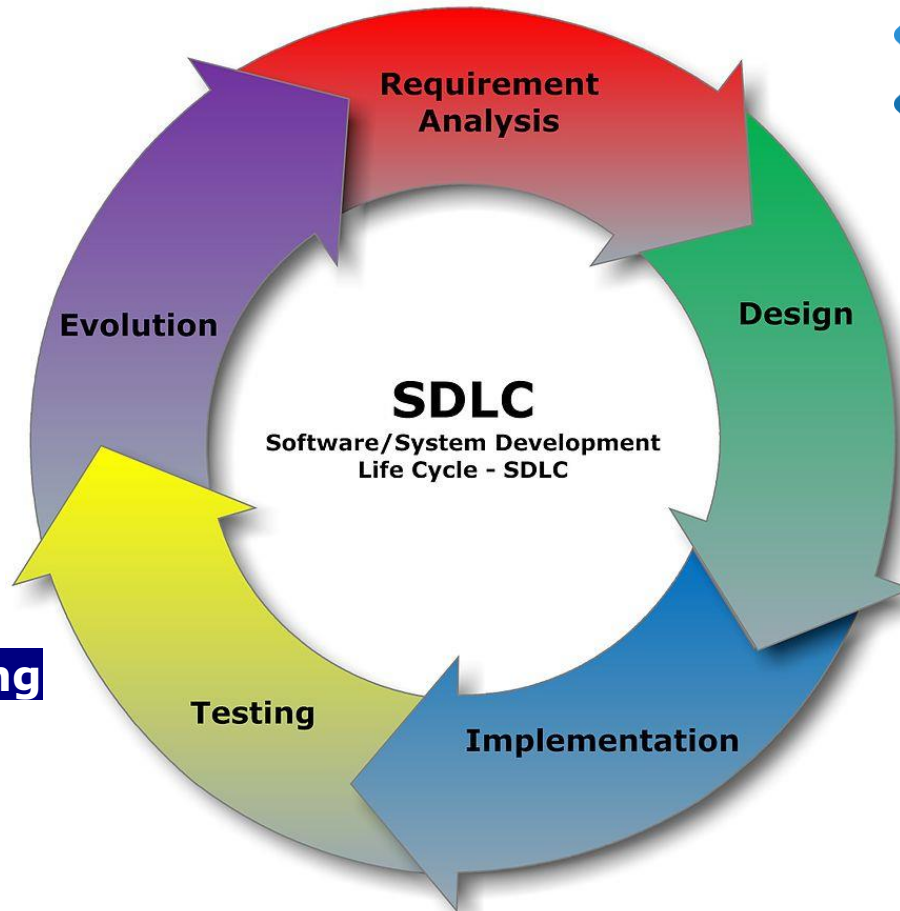 Requirement
Analysis
Design
Evolution
SDLC
Software/System Development
Life Cycle - SDLC
Testing
Implementation